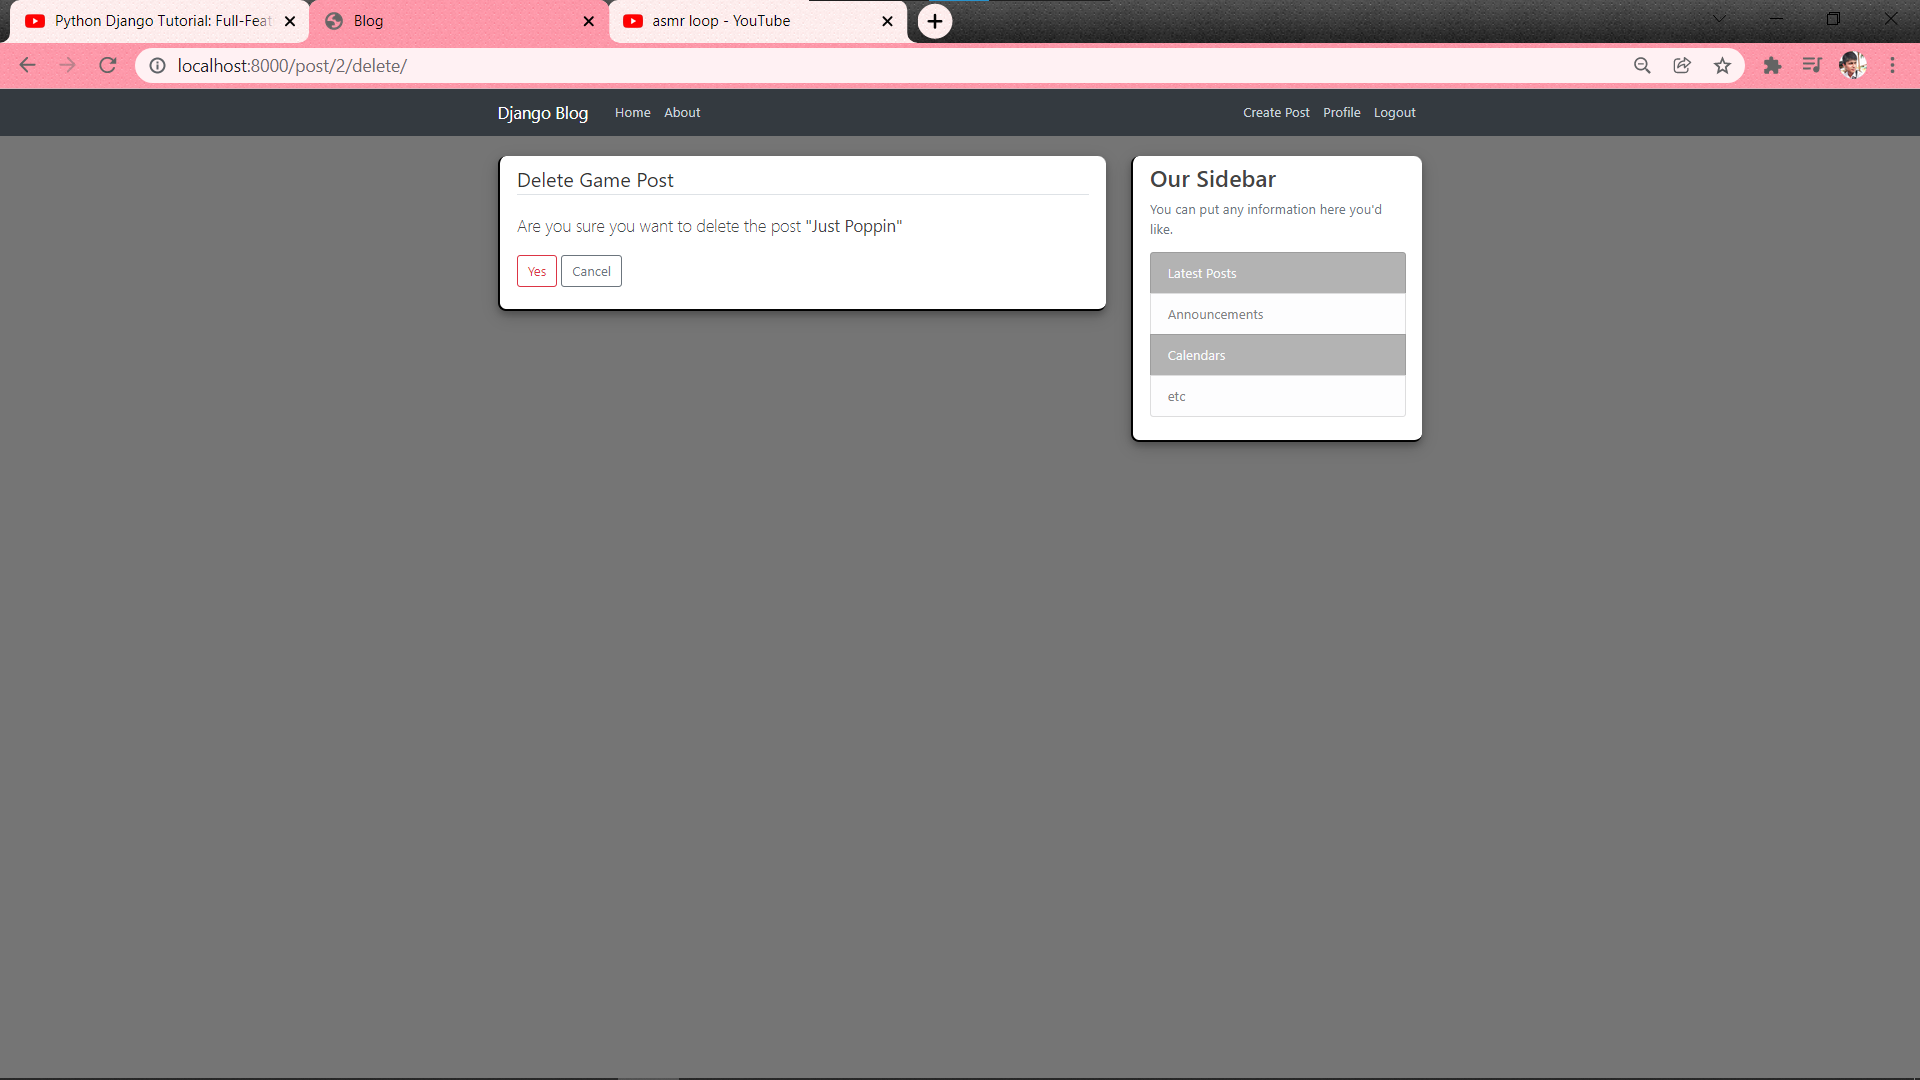 Python Django Tutorial: Full-Feat
Blog
asmr loop - YouTube
localhost:8000/post/2/delete/
Django Blog
Home
About
Create Post
Profile
Logout
Delete Game Post
Are you sure you want to delete the post "Just Poppin"
Yes
Cancel
Our Sidebar
You can put any information here you'd
like.
Latest Posts
Announcements
Calendars
etc